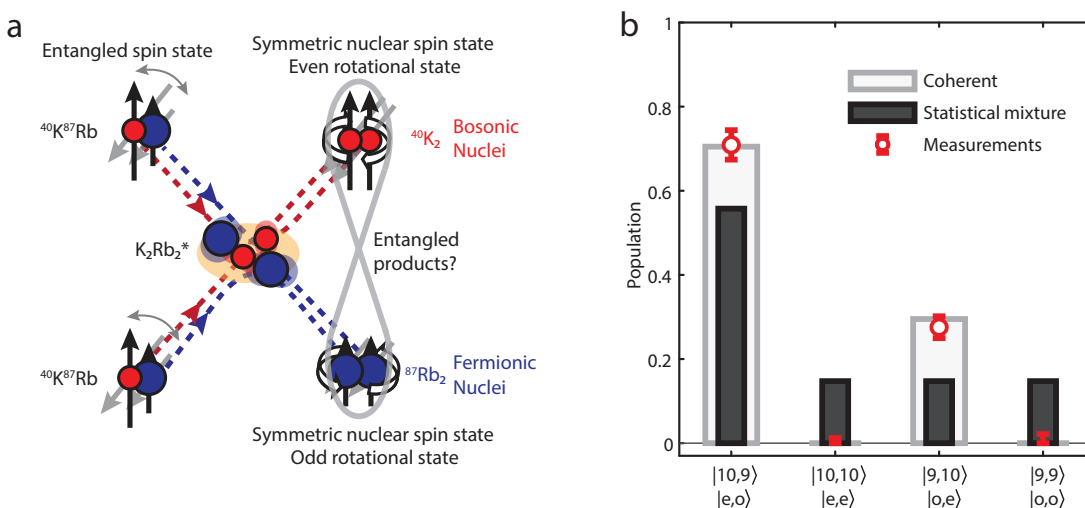 a
Entangled spin state
⁴⁰K⁸⁷Rb
Symmetric nuclear spin state
Even rotational state
⁴⁰K₂
Bosonic
Nuclei
K₂Rb₂*
Entangled
products?
⁴⁰K⁸⁷Rb
⁸⁷Rb₂
Fermionic
Nuclei
Symmetric nuclear spin state
Odd rotational state
b
Population
1
0.8
0.6
0.4
0.2
0
Coherent
Statistical mixture
Measurements
|10,9⟩
|e,o⟩
|10,10⟩
|e,e⟩
|9,10⟩
|o,e⟩
|9,9⟩
|o,o⟩